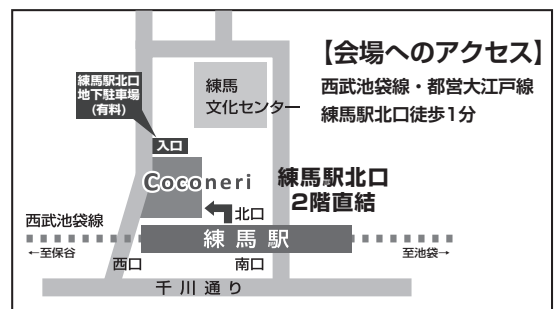 【会場へのアクセス】
西武池袋線・都営大江戸線
練馬駅北口徒歩1分
練馬駅北口
地下駐車場
(有料)
練馬
文化センター
入口
Coconeri
練馬駅北口
2階直結
北口
西武池袋線
練馬駅
←至保谷
至池袋→
西口
南口
千川通り